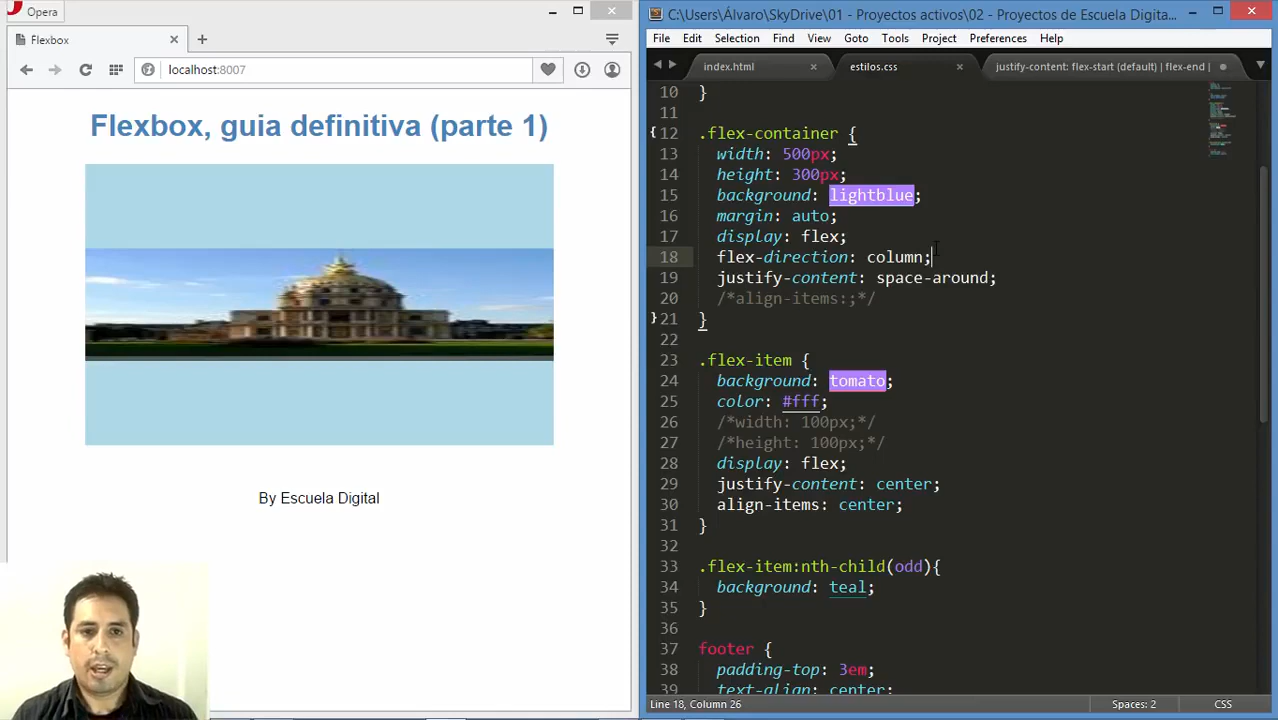 Opera
Flexbox
localhost:8007
Flexbox, guia definitiva (parte 1)
By Escuela Digital
C:\Users\Álvaro\SkyDrive\01 - Proyectos activos\02 - Proyectos de Escuela Digita...
File Edit Selection Find View Goto Tools Project Preferences Help
index.html estilos.css justify-content: flex-start (default) | flex-end |
10 }
11
12 .flex-container {
13 width: 500px;
14 height: 300px;
15 background: lightblue;
16 margin: auto;
17 display: flex;
18 flex-direction: column;
19 justify-content: space-around;
20 /*align-items:;*/
21 }
22
23 .flex-item {
24 background: tomato;
25 color: #fff;
26 /*width: 100px;*/
27 /*height: 100px;*/
28 display: flex;
29 justify-content: center;
30 align-items: center;
31 }
32
33 .flex-item:nth-child(odd){
34 background: teal;
35 }
36
37 footer {
38 padding-top: 3em;
39 text-align: center;
Line 18, Column 26 Spaces: 2 CSS